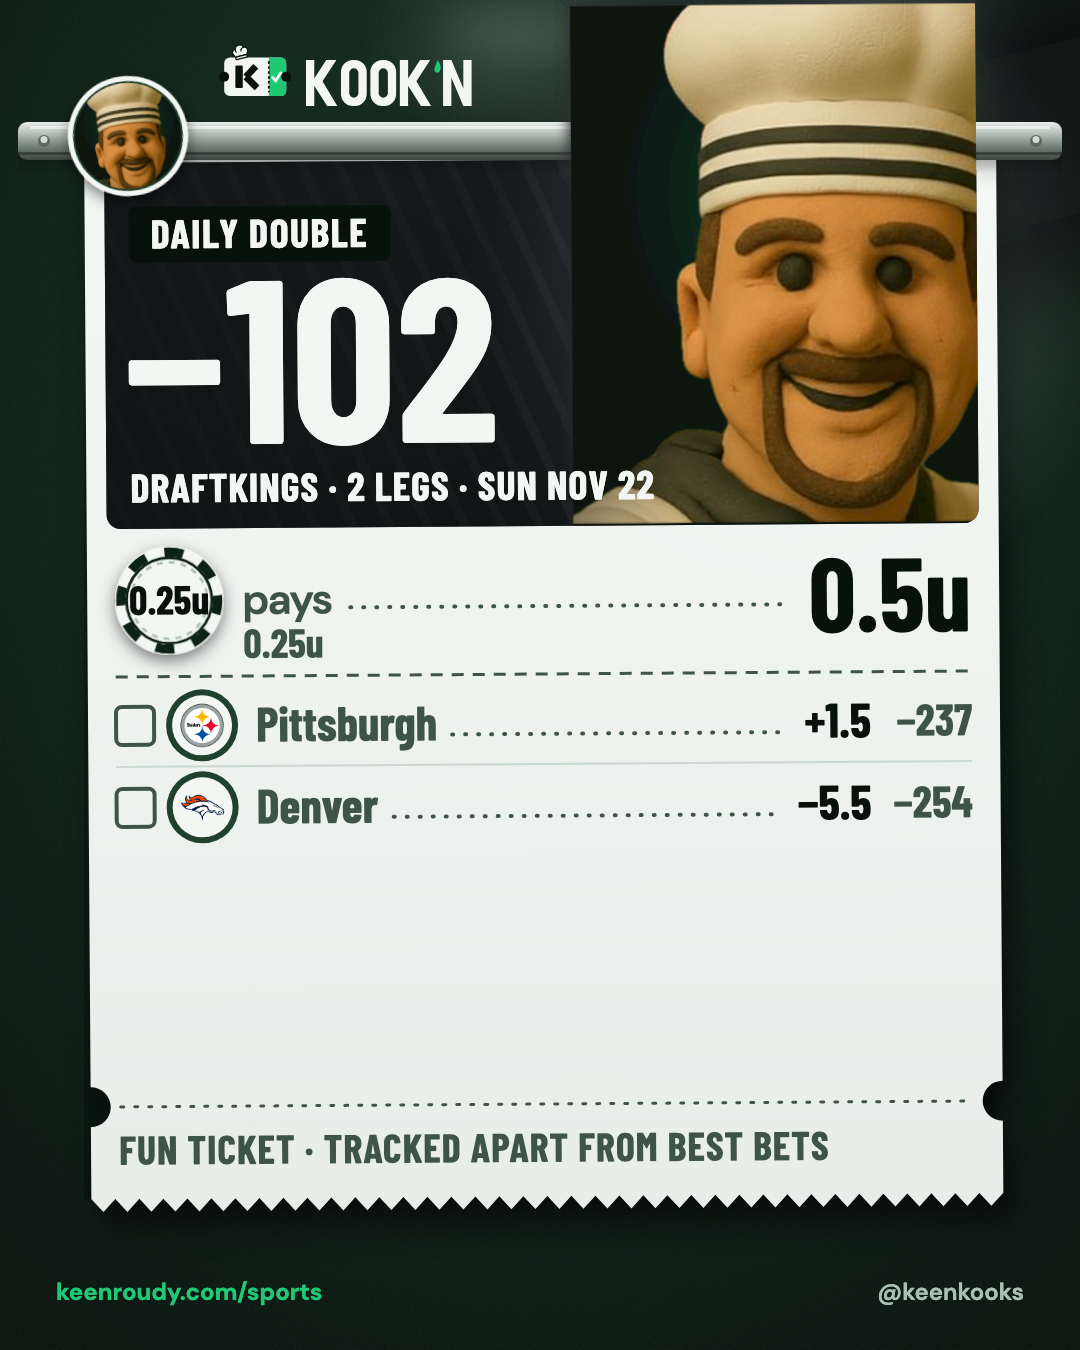 K KOOK'N
DAILY DOUBLE
−102
DRAFTKINGS · 2 LEGS · SUN NOV 22
0.25u pays 0.5u
0.25u
Steelers Pittsburgh +1.5 −237
Denver −5.5 −254
FUN TICKET · TRACKED APART FROM BEST BETS
keenroudy.com/sports @keenkooks